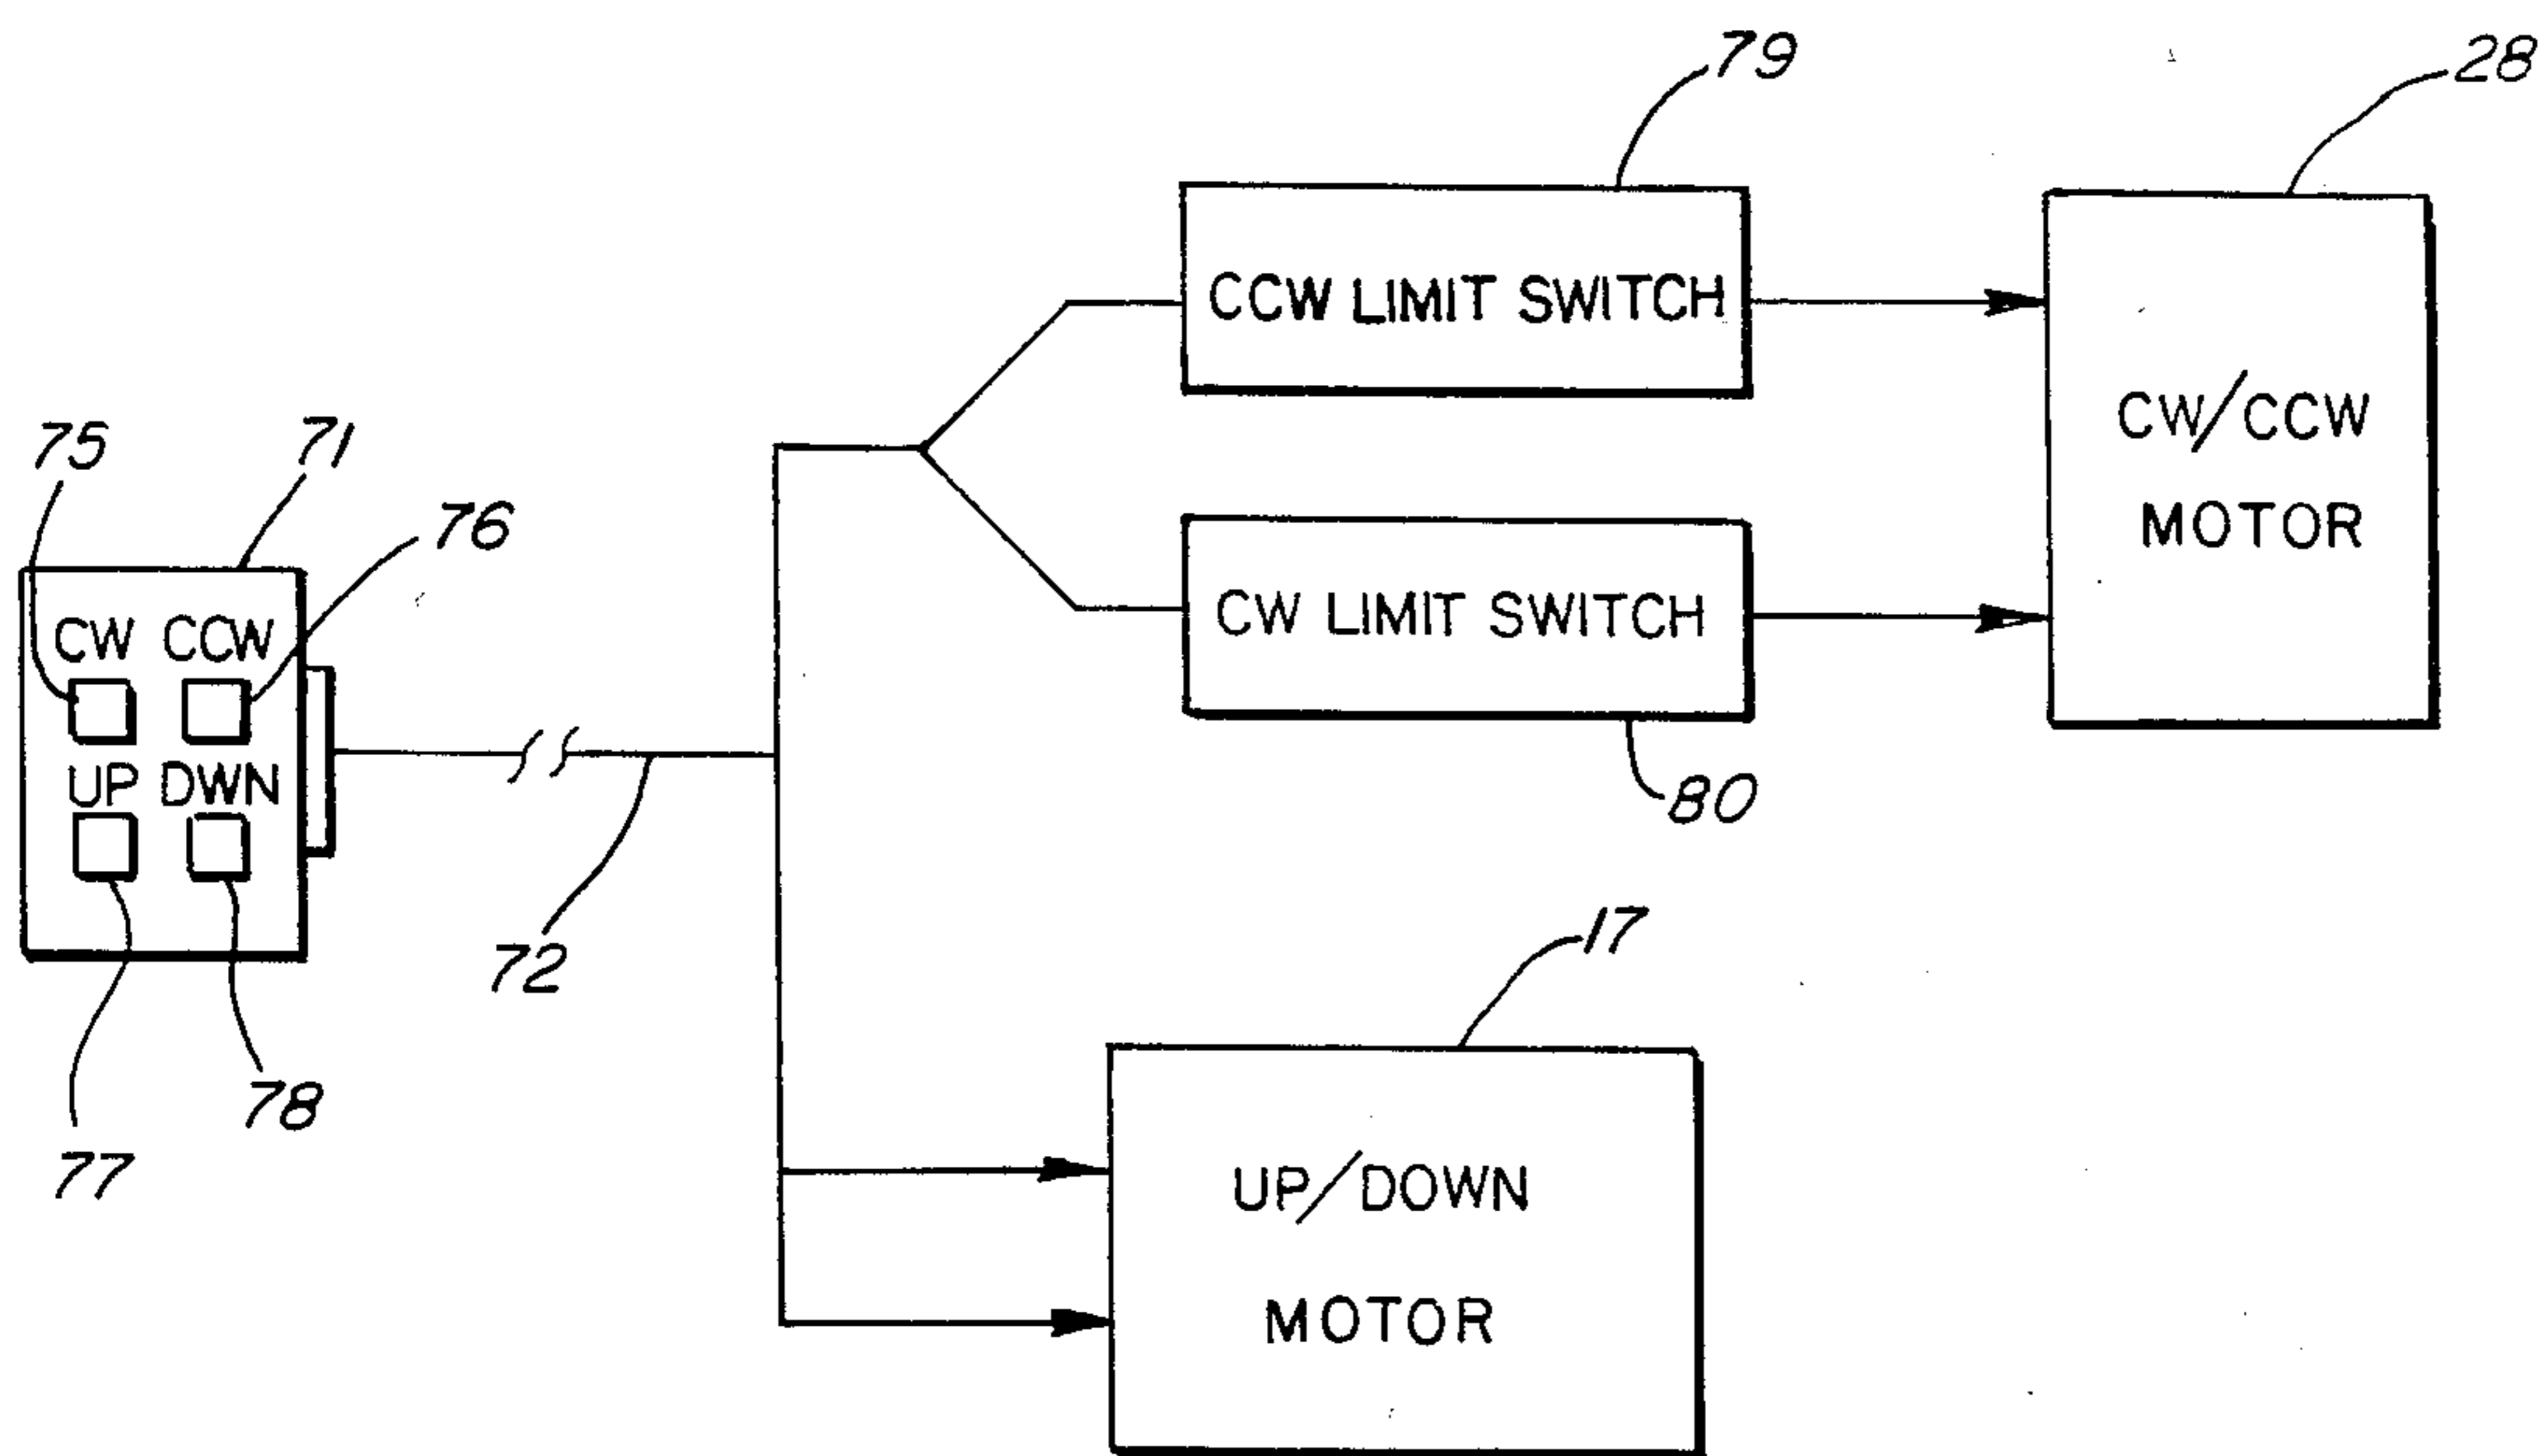 79
28
CCW LIMIT SWITCH
CW/CCW
MOTOR
75
71
76
CW LIMIT SWITCH
CW CCW
UP DWN
80
72
17
77
78
UP/DOWN
MOTOR